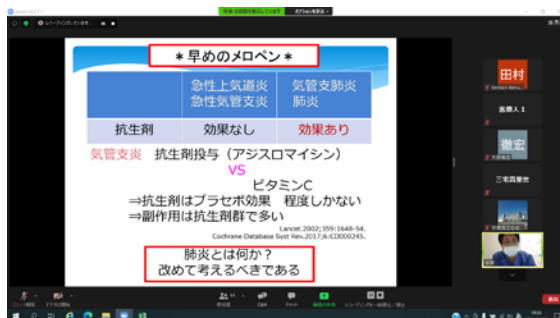 ＊早めのメロペン＊
急性上気道炎
急性気管支炎
気管支肺炎
肺炎
抗生剤
効果なし
効果あり
気管支炎 抗生剤投与（アジスロマイシン）
VS
ビタミンC
⇒抗生剤はプラセボ効果 程度しかない
⇒副作用は抗生剤群で多い
Lancet.2002;359:1648-54.
Cochrane Database Syst Rev.2017;6:CD000245.
肺炎とは何か？
改めて考えるべきである
田村
医療人1
徹宏
Q&A
チャット